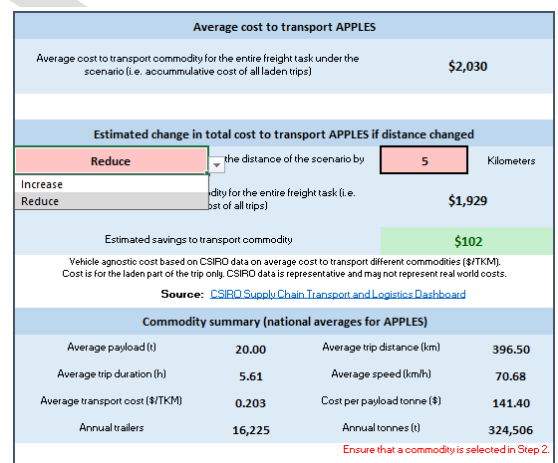 Average cost to transport APPLES
Average cost to transport commodity for the entire freight task under the
scenario (i.e. accummulative cost of all laden trips)
$2,030
Estimated change in total cost to transport APPLES if distance changed
Reduce
the distance of the scenario by
5
Kilometers
Increase
Reduce
for the entire freight task (i.e.
of all trips)
$1,929
Estimated savings to transport commodity
$102
Vehicle agnostic cost based on CSIRO data on average cost to transport different commodities ($/TKM).
Cost is for the laden part of the trip only. CSIRO data is representative and may not represent real world costs.
Source: CSIRO Supply Chain Transport and Logistics Dashboard
Commodity summary (national averages for APPLES)
Average payload (t) 20.00 Average trip distance (km) 396.50
Average trip duration (h) 5.61 Average speed (km/h) 70.68
Average transport cost ($/TKM) 0.203 Cost per payload tonne ($) 141.40
Annual trailers 16,225 Annual tonnes (t) 324,506
Ensure that a commodity is selected in Step 2.